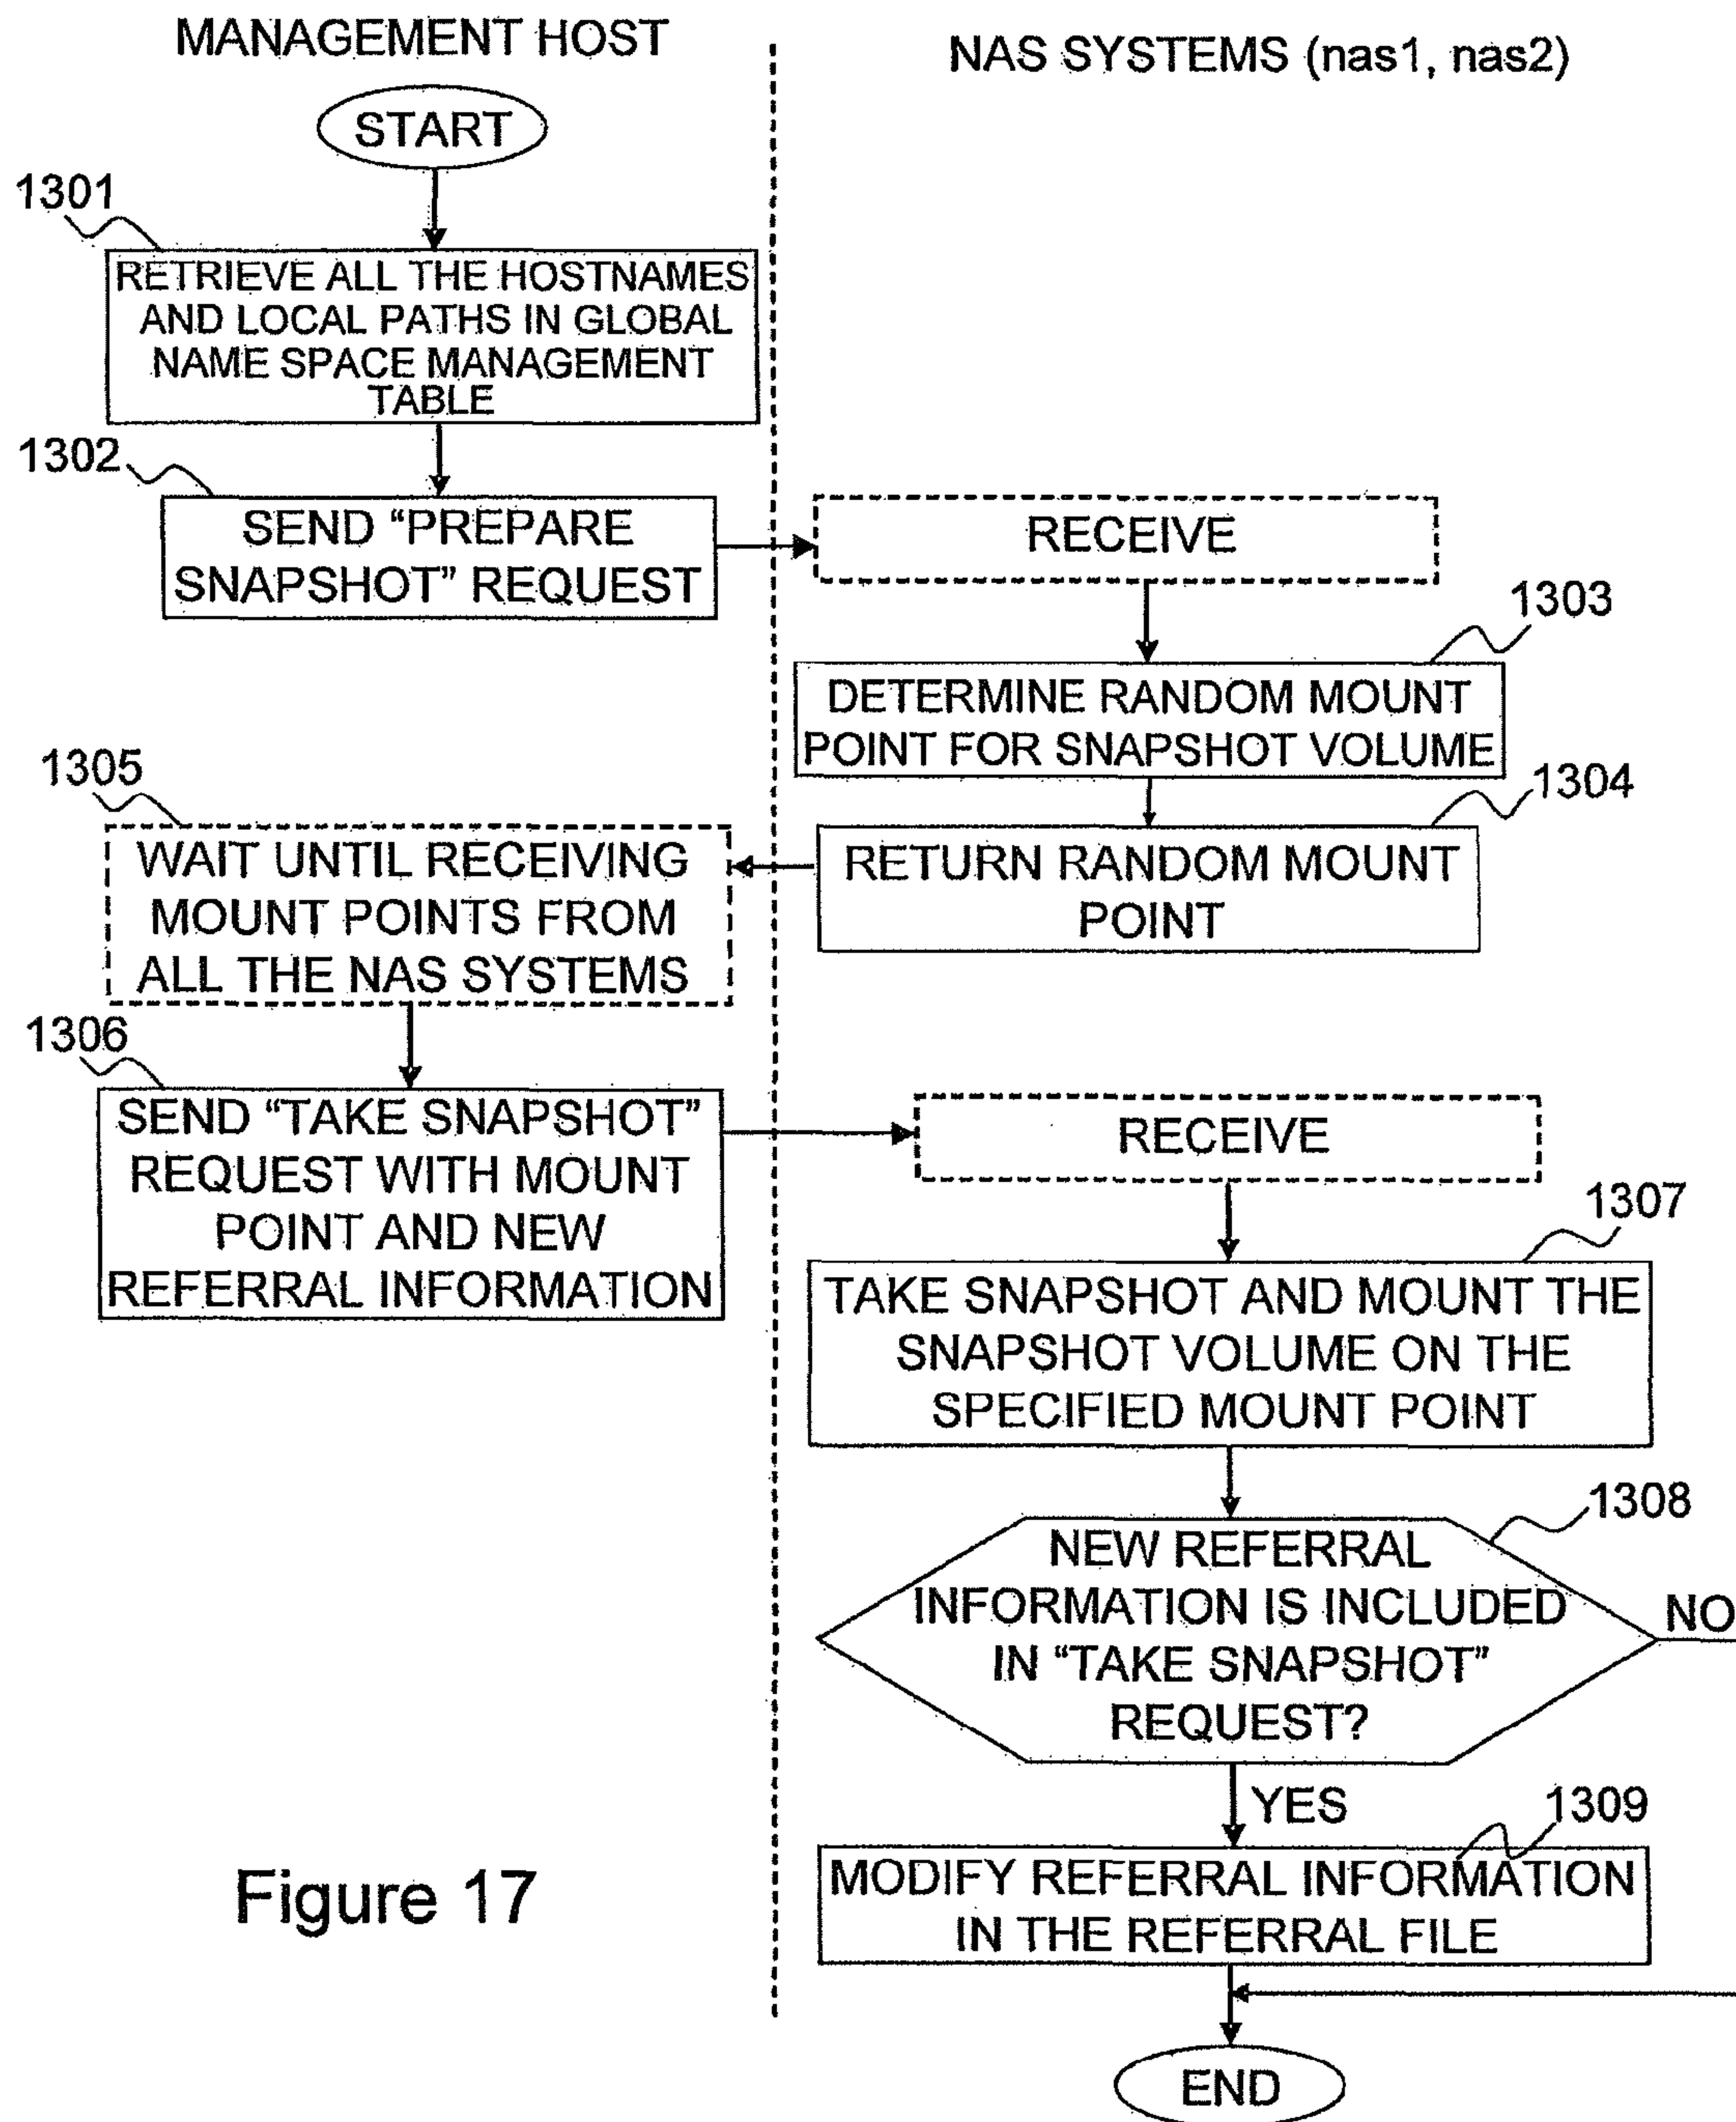 MANAGEMENT HOST
NAS SYSTEMS (nas1, nas2)
START
1301
RETRIEVE ALL THE HOSTNAMES
AND LOCAL PATHS IN GLOBAL
NAME SPACE MANAGEMENT
TABLE
1302
SEND “PREPARE
SNAPSHOT” REQUEST
RECEIVE
1303
DETERMINE RANDOM MOUNT
POINT FOR SNAPSHOT VOLUME
1304
RETURN RANDOM MOUNT
POINT
1305
WAIT UNTIL RECEIVING
MOUNT POINTS FROM
ALL THE NAS SYSTEMS
1306
SEND “TAKE SNAPSHOT”
REQUEST WITH MOUNT
POINT AND NEW
REFERRAL INFORMATION
RECEIVE
1307
TAKE SNAPSHOT AND MOUNT THE
SNAPSHOT VOLUME ON THE
SPECIFIED MOUNT POINT
1308
NEW REFERRAL
INFORMATION IS INCLUDED
IN “TAKE SNAPSHOT”
REQUEST?
NO
YES
1309
MODIFY REFERRAL INFORMATION
IN THE REFERRAL FILE
END
Figure 17